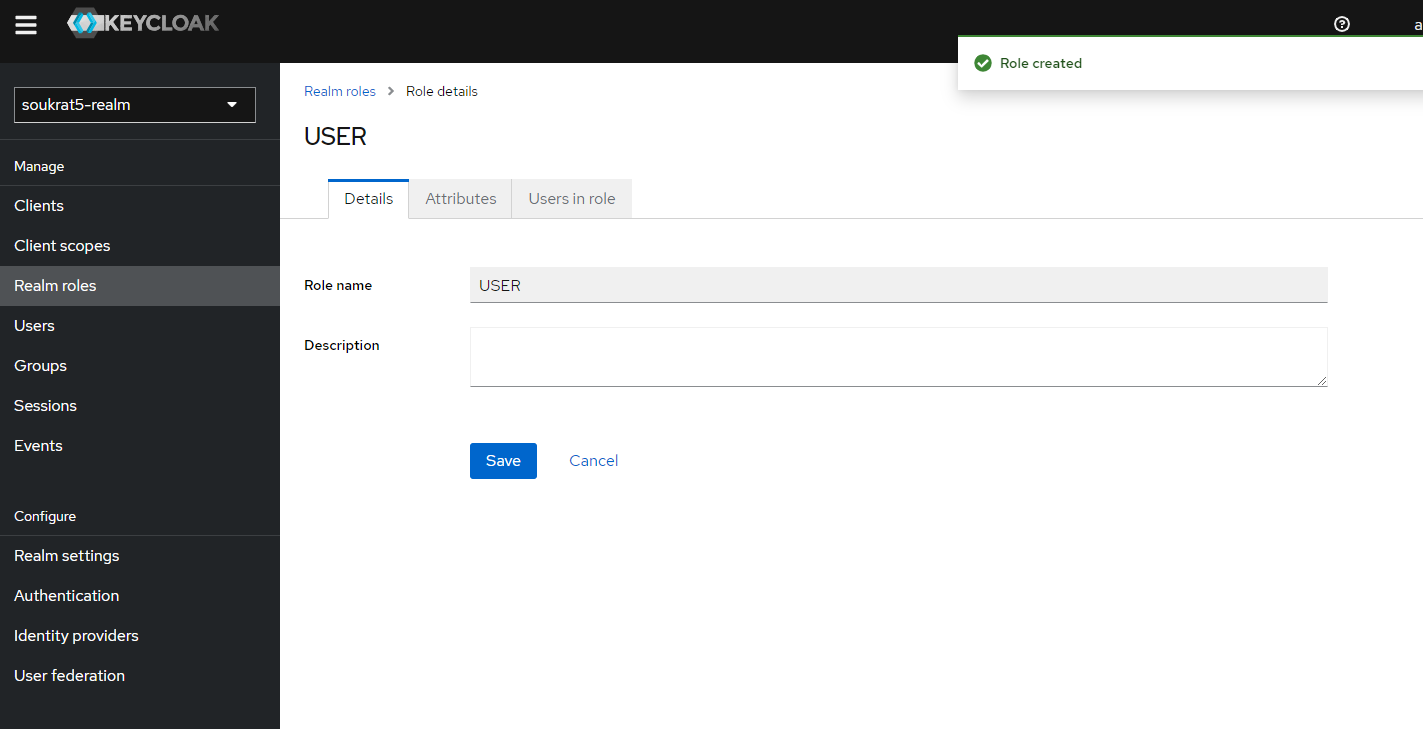 KEYCLOAK
Role created
soukrat5-realm
Manage
Clients
Client scopes
Realm roles
Users
Groups
Sessions
Events
Configure
Realm settings
Authentication
Identity providers
User federation
Realm roles > Role details
USER
Details Attributes Users in role
Role name USER
Description
Save Cancel